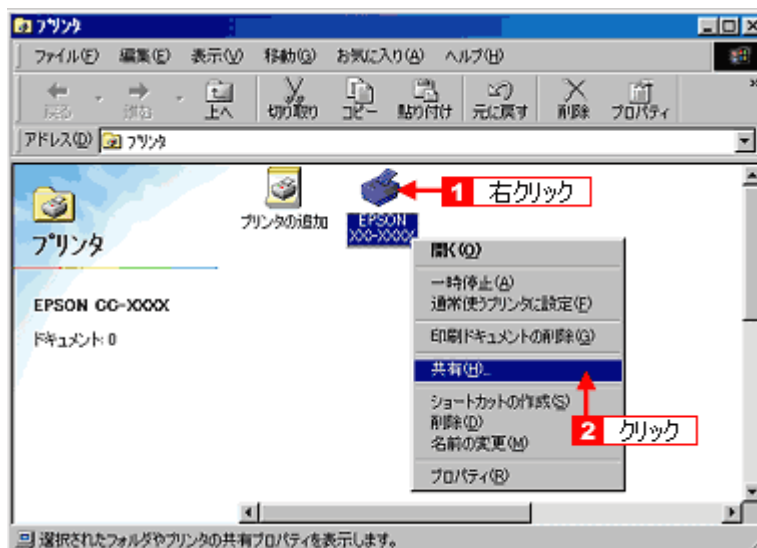 プリンタ
ファイル(F) 編集(E) 表示(V) 移動(G) お気に入り(A) ヘルプ(H)
戻る 進む 上へ 切り取り コピー 貼り付け 元に戻す 削除 プロパティ
アドレス(D) プリンタ
プリンタ
EPSON CC-XXXX
ドキュメント: 0
プリンタの追加
EPSON
XXX-XXXX
1 右クリック
開く(O)
一時停止(A)
通常使うプリンタに設定(F)
印刷ドキュメントの削除(G)
共有(H)...
ショートカットの作成(S)
削除(D)
名前の変更(M)
プロパティ(R)
2 クリック
選択されたフォルダやプリンタの共有プロパティを表示します。